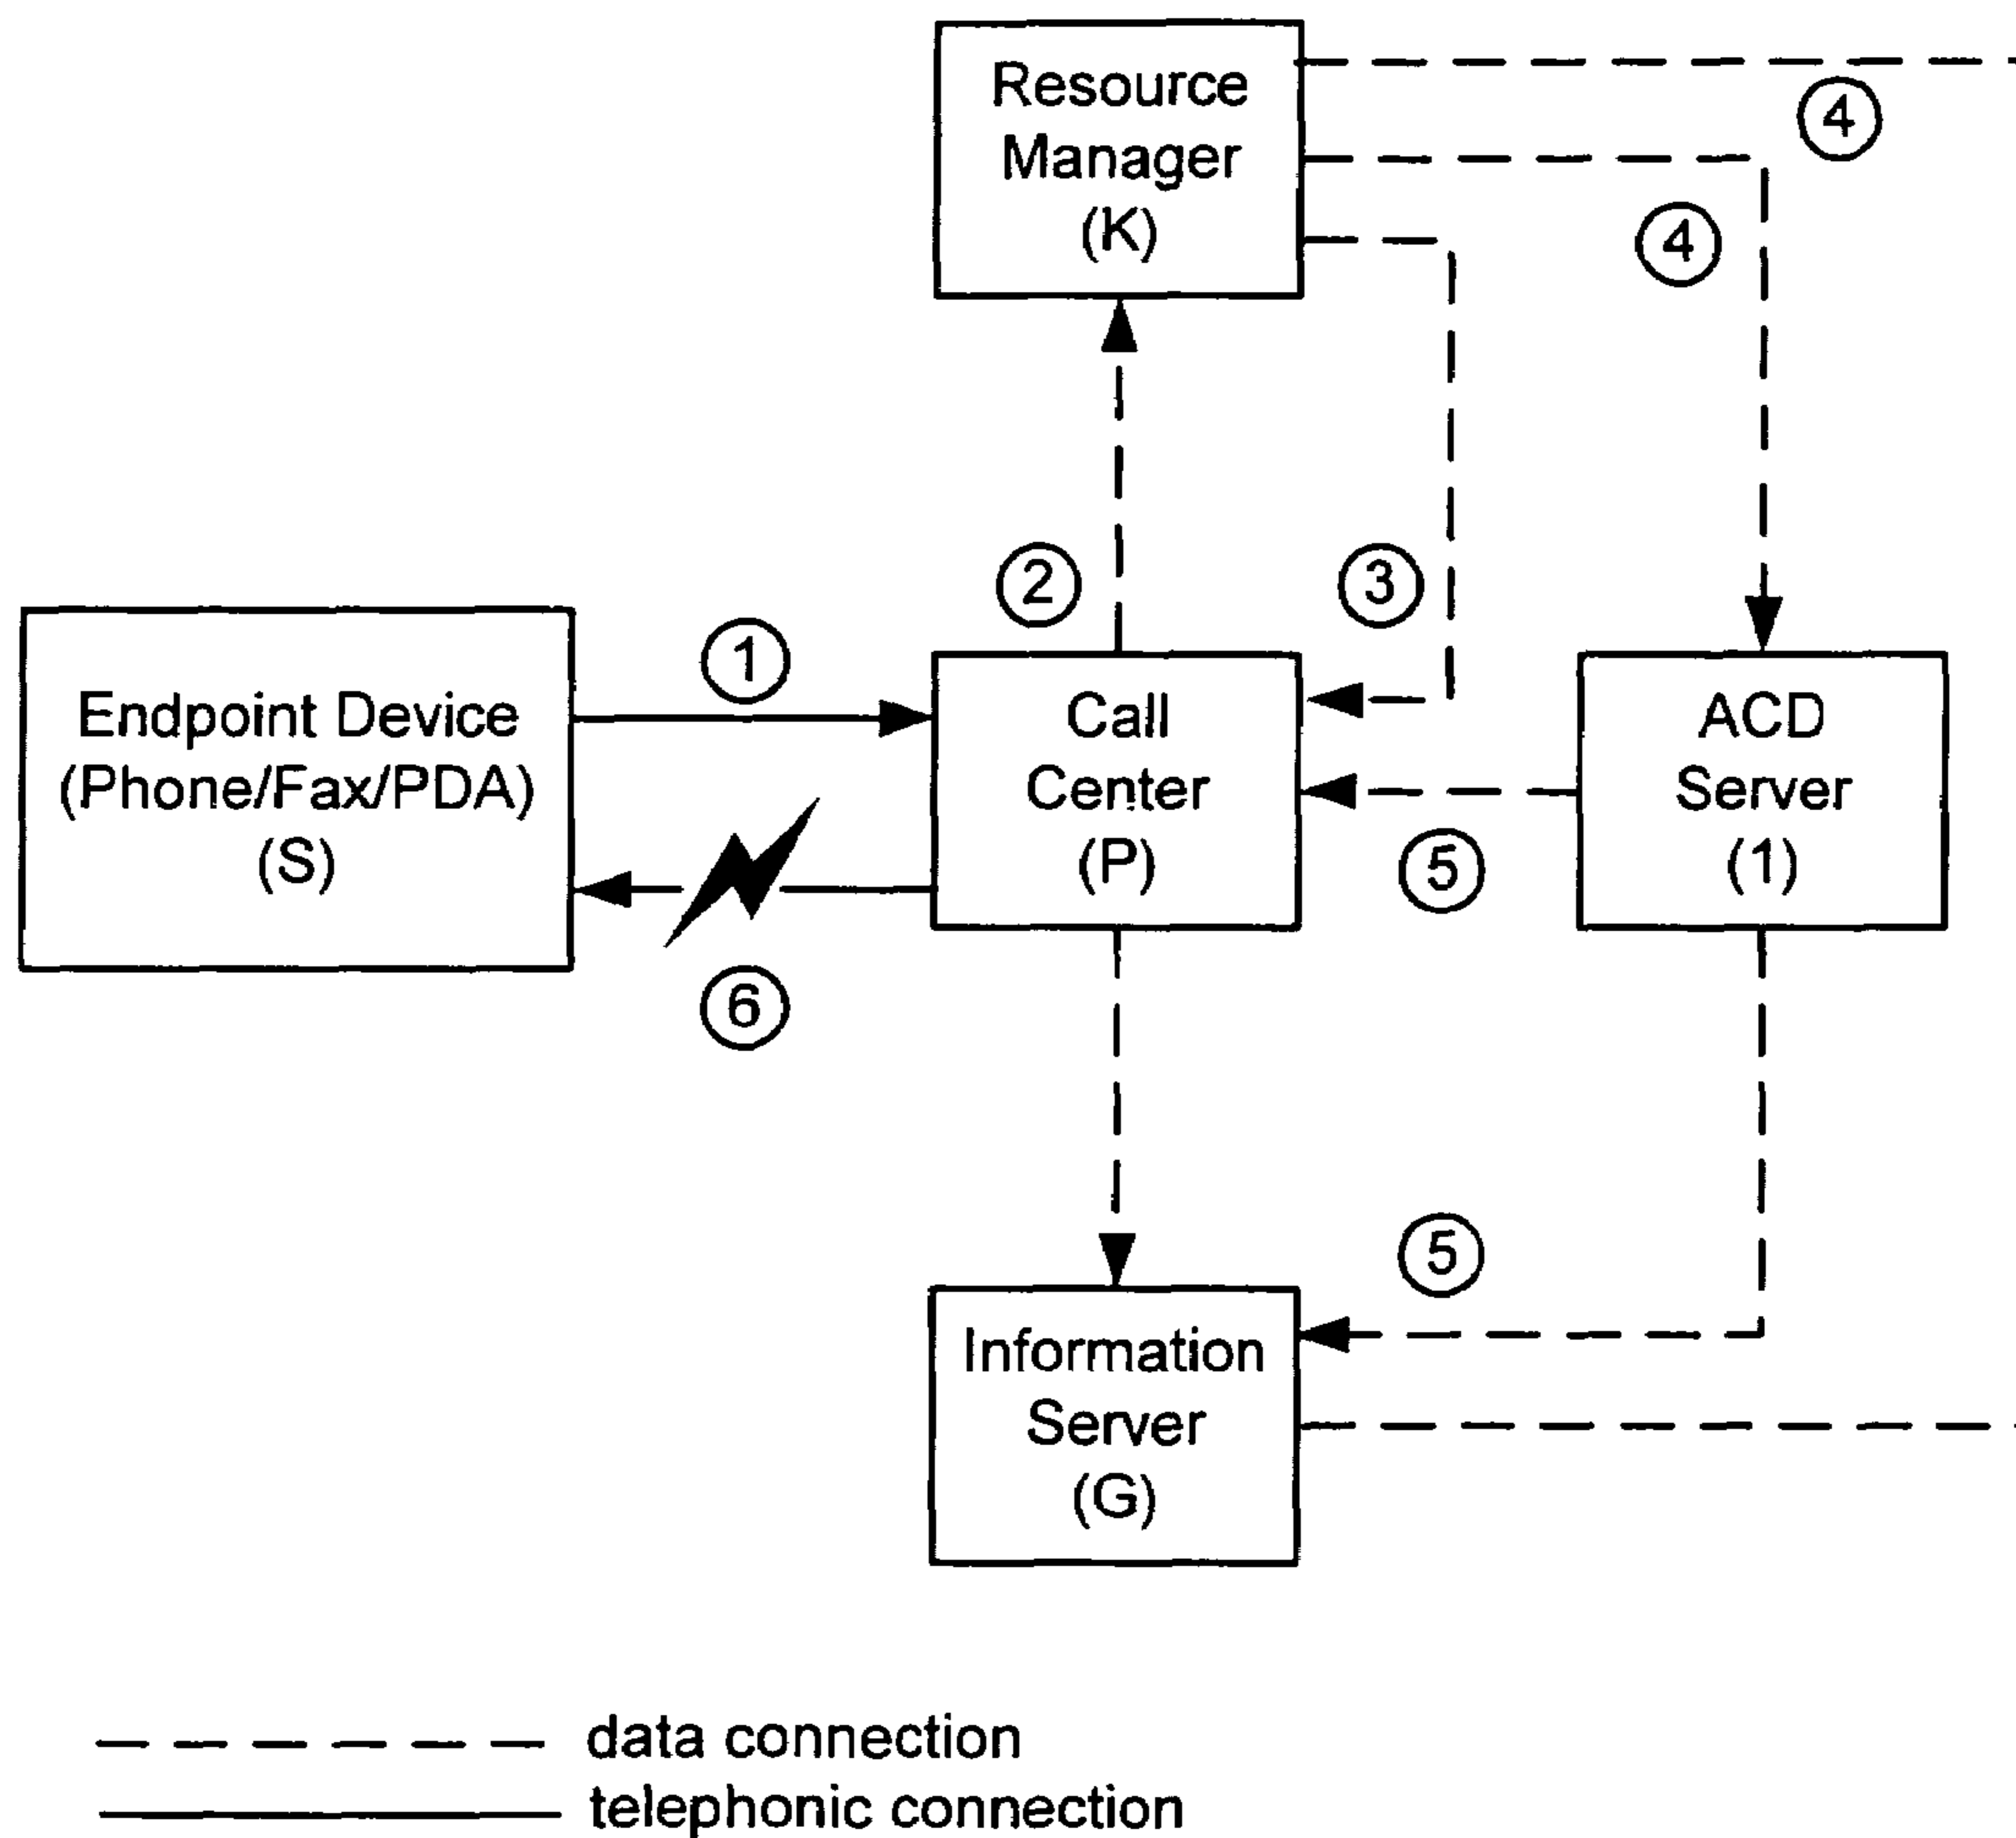 Resource
Manager
(K)
4
4
2
3
1
Endpoint Device
(Phone/Fax/PDA)
(S)
Call
Center
(P)
ACD
Server
(1)
5
6
5
Information
Server
(G)
data connection
telephonic connection